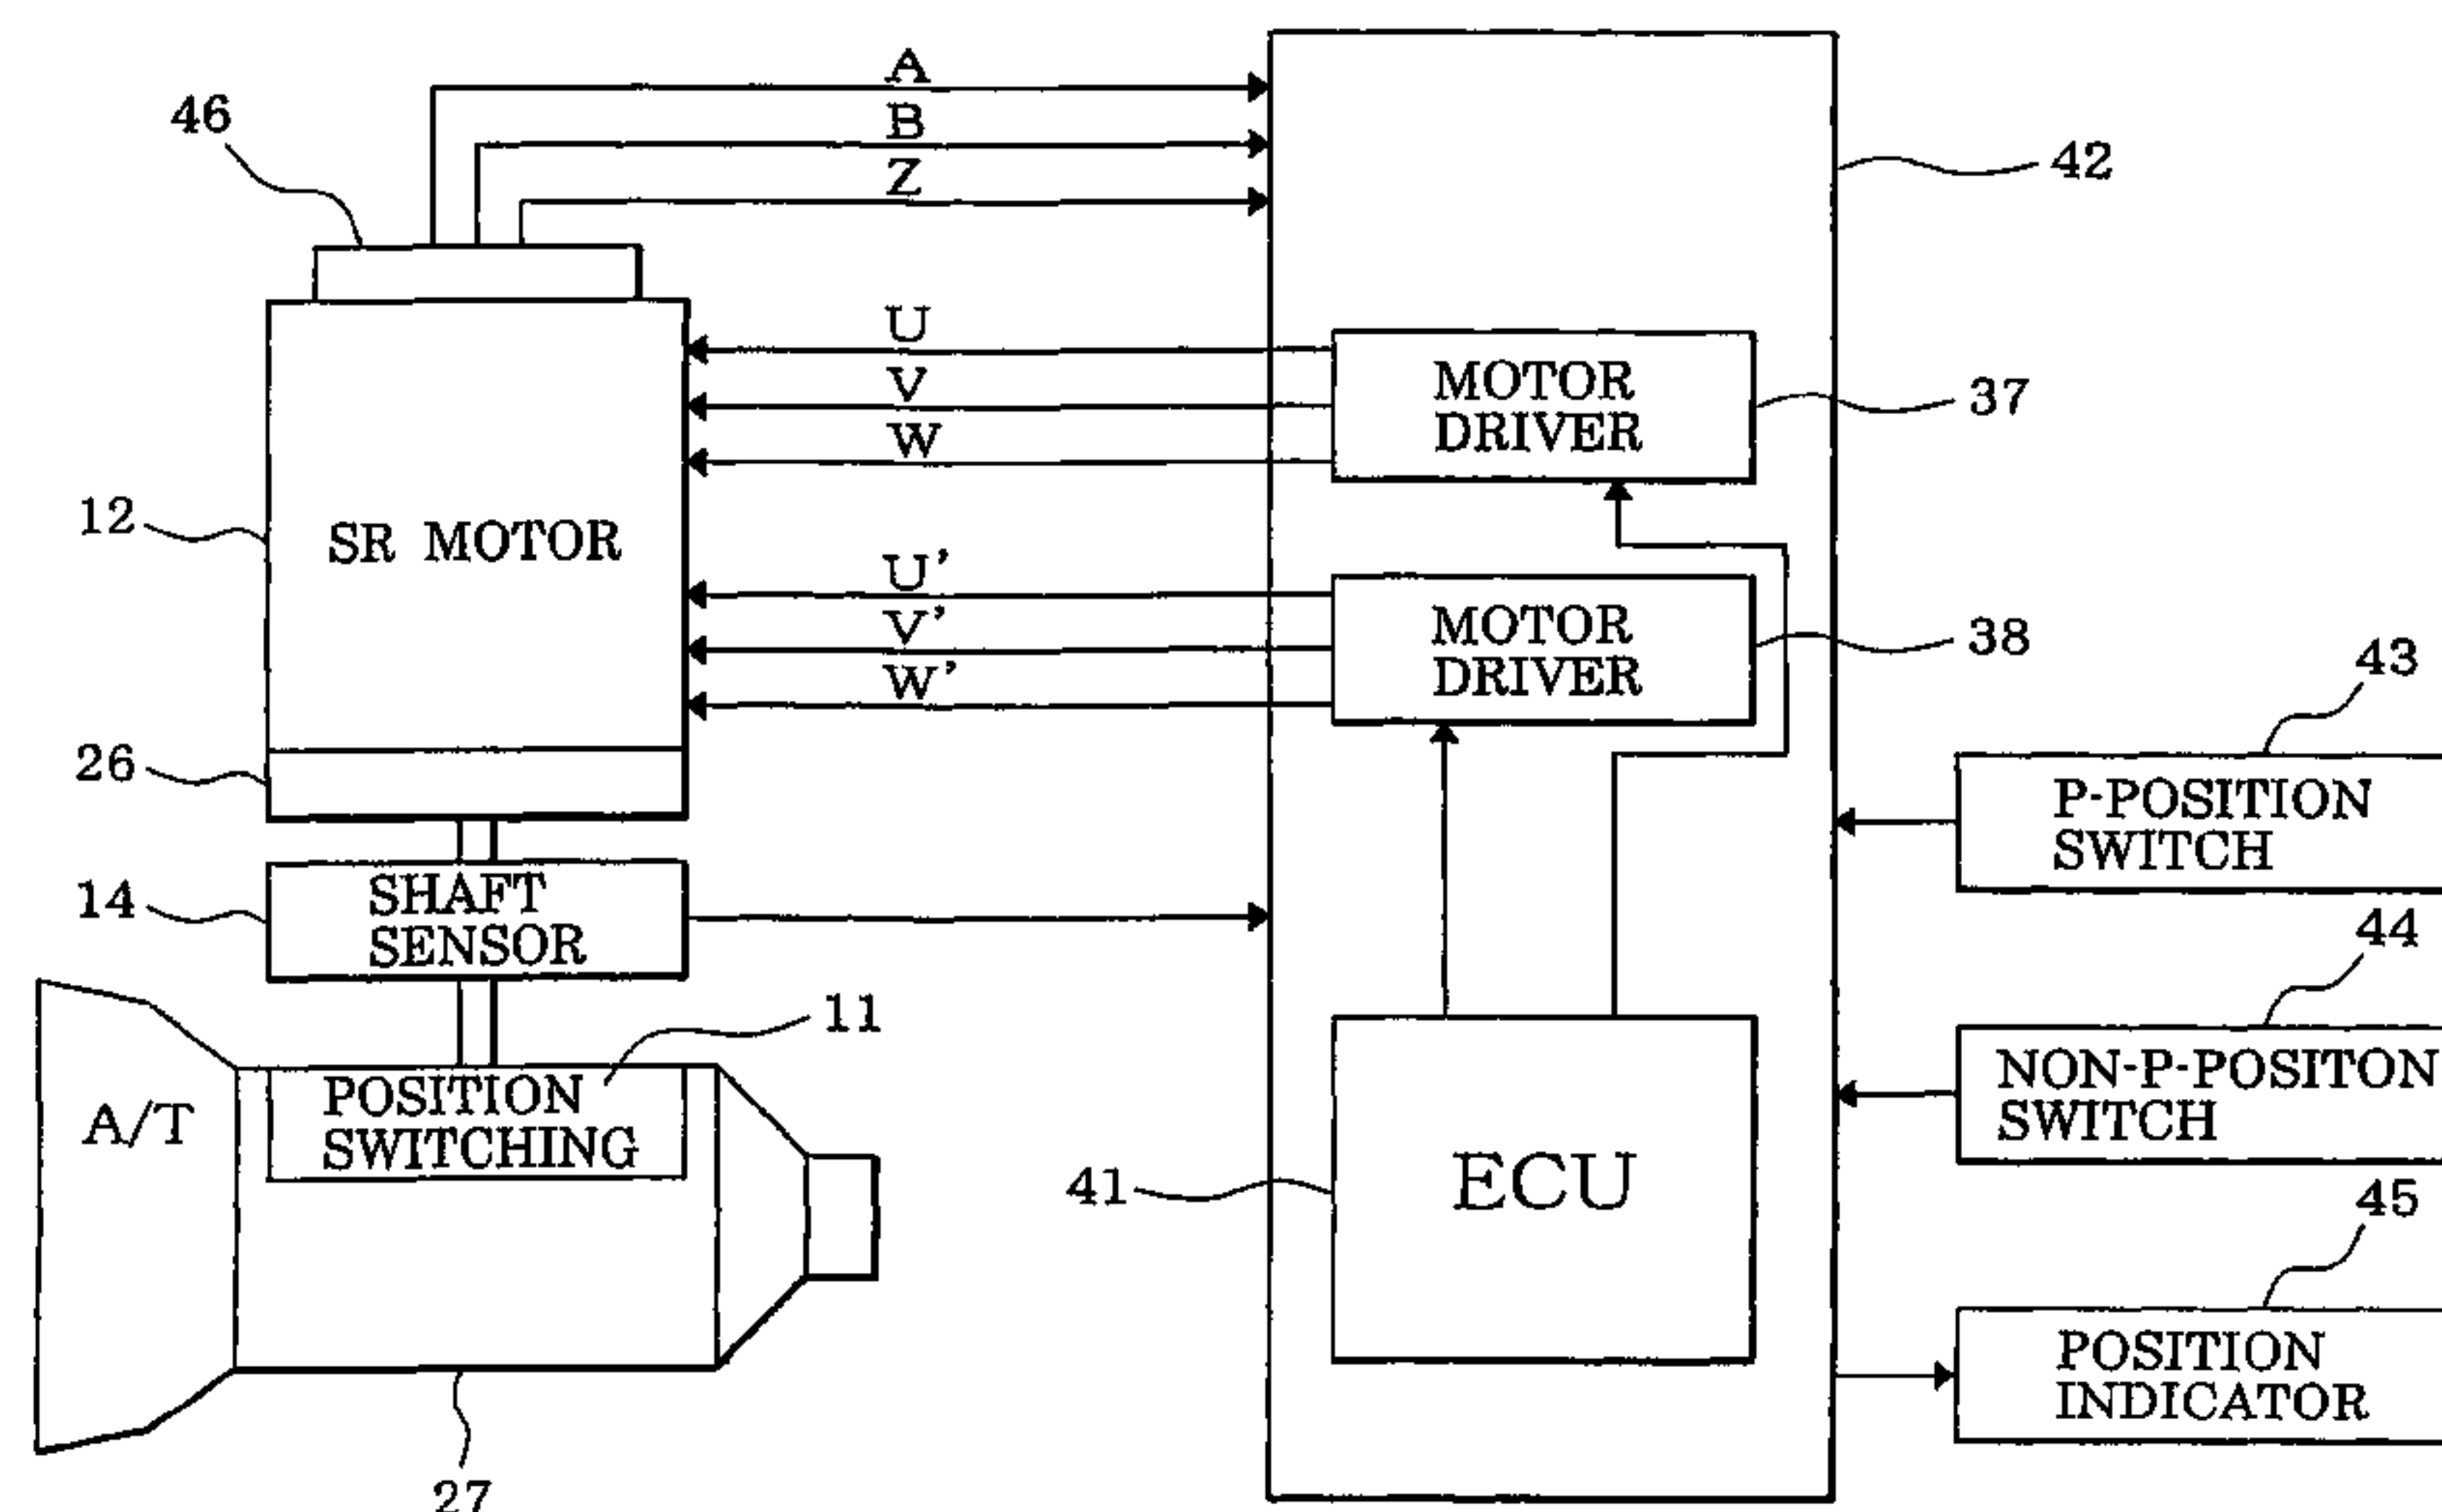 A
46
B
42
Z
U
MOTOR
DRIVER
37
V
W
12
SR MOTOR
U'
MOTOR
DRIVER
38
V'
43
W'
26
P-POSITION
SWITCH
14
SHAFT
SENSOR
44
11
POSITION
SWITCHING
NON-P-POSITON
SWITCH
A/T
41
ECU
45
POSITION
INDICATOR
27